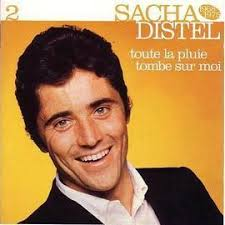 2
SACHA
DISTEL
toute la pluie
tombe sur moi